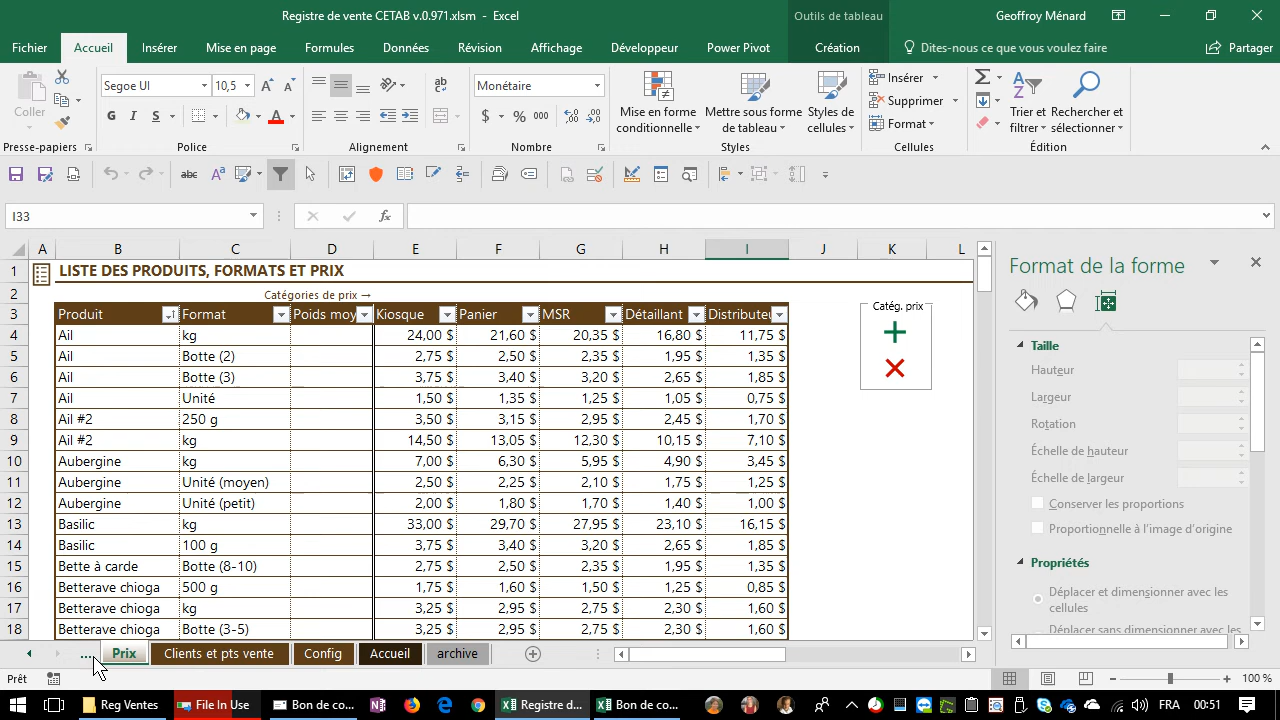 Registre de vente CETAB v.0.971.xlsm - Excel
Outils de tableau
Geoffroy Ménard
Fichier Accueil Insérer Mise en page Formules Données Révision Affichage Développeur Power Pivot Création Dites-nous ce que vous voulez faire Partager
Coller
Segoe UI 10,5
G I S
Monétaire
$ % 000
Mise en forme conditionnelle
Mettre sous forme de tableau
Styles de cellules
Insérer
Supprimer
Format
Trier et filtrer
Rechercher et sélectionner
Presse-papiers Police Alignement Nombre Styles Cellules Édition
I33 fx
A B C D E F G H I J K L
1 LISTE DES PRODUITS, FORMATS ET PRIX
2 Catégories de prix →
3 Produit Format Poids moy Kiosque Panier MSR Détaillant Distributeu
4 Ail kg 24,00 $ 21,60 $ 20,35 $ 16,80 $ 11,75 $
5 Ail Botte (2) 2,75 $ 2,50 $ 2,35 $ 1,95 $ 1,35 $
6 Ail Botte (3) 3,75 $ 3,40 $ 3,20 $ 2,65 $ 1,85 $
7 Ail Unité 1,50 $ 1,35 $ 1,25 $ 1,05 $ 0,75 $
8 Ail #2 250 g 3,50 $ 3,15 $ 2,95 $ 2,45 $ 1,70 $
9 Ail #2 kg 14,50 $ 13,05 $ 12,30 $ 10,15 $ 7,10 $
10 Aubergine kg 7,00 $ 6,30 $ 5,95 $ 4,90 $ 3,45 $
11 Aubergine Unité (moyen) 2,50 $ 2,25 $ 2,10 $ 1,75 $ 1,25 $
12 Aubergine Unité (petit) 2,00 $ 1,80 $ 1,70 $ 1,40 $ 1,00 $
13 Basilic kg 33,00 $ 29,70 $ 27,95 $ 23,10 $ 16,15 $
14 Basilic 100 g 3,75 $ 3,40 $ 3,20 $ 2,65 $ 1,85 $
15 Bette à carde Botte (8-10) 2,75 $ 2,50 $ 2,35 $ 1,95 $ 1,35 $
16 Betterave chioga 500 g 1,75 $ 1,60 $ 1,50 $ 1,25 $ 0,85 $
17 Betterave chioga kg 3,25 $ 2,95 $ 2,75 $ 2,30 $ 1,60 $
18 Betterave chioga Botte (3-5) 3,25 $ 2,95 $ 2,75 $ 2,30 $ 1,60 $
Catég. prix
Format de la forme
Taille
Hauteur
Largeur
Rotation
Échelle de hauteur
Échelle de largeur
Conserver les proportions
Proportionnelle à l'image d'origine
Propriétés
Déplacer et dimensionner avec les
cellules
Déplacer sans dimensionner avec les
... Prix Clients et pts vente Config Accueil archive
Prêt 100 %
Reg Ventes File In Use Bon de co... Registre d... Bon de co... FRA 00:51